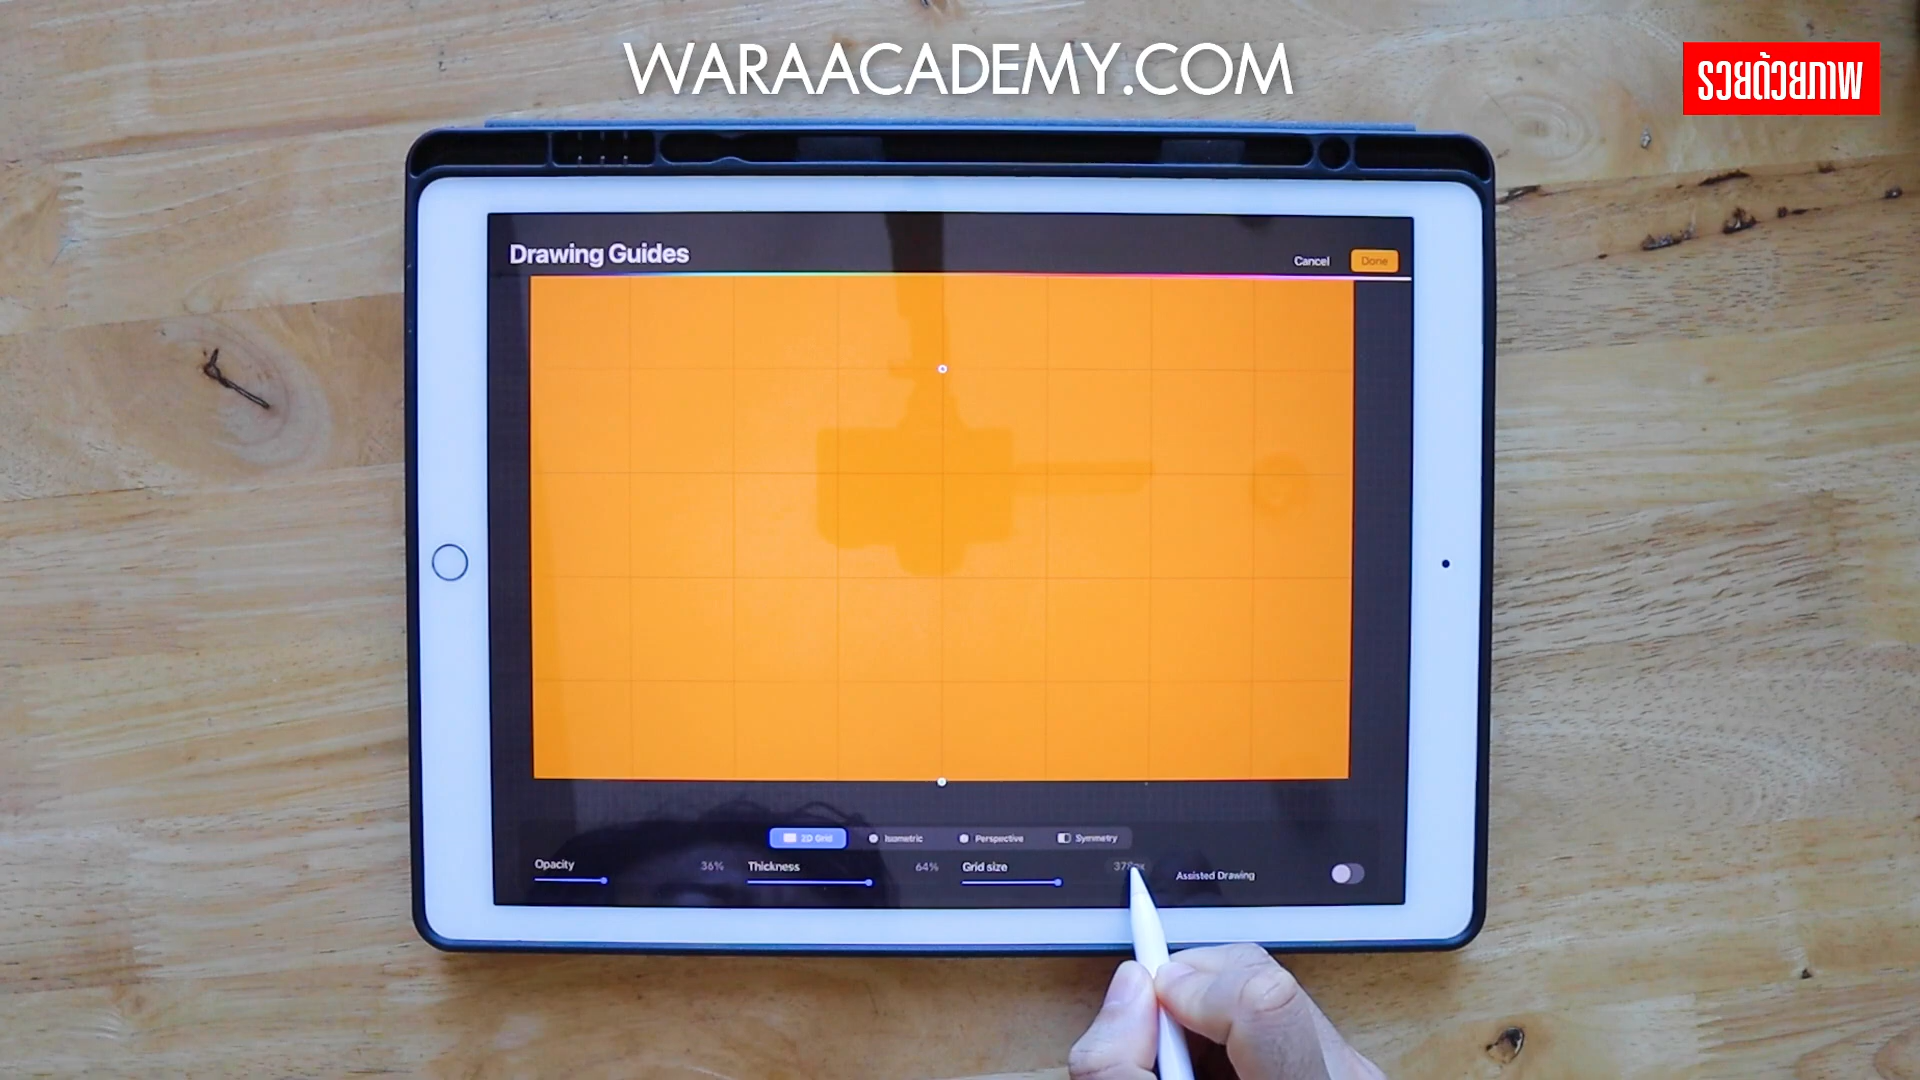 WARAACADEMY.COM
รวยด้วยภาพ
Drawing Guides
Cancel Done
2D Grid Isometric Perspective Symmetry
Opacity 36% Thickness 64% Grid size Assisted Drawing